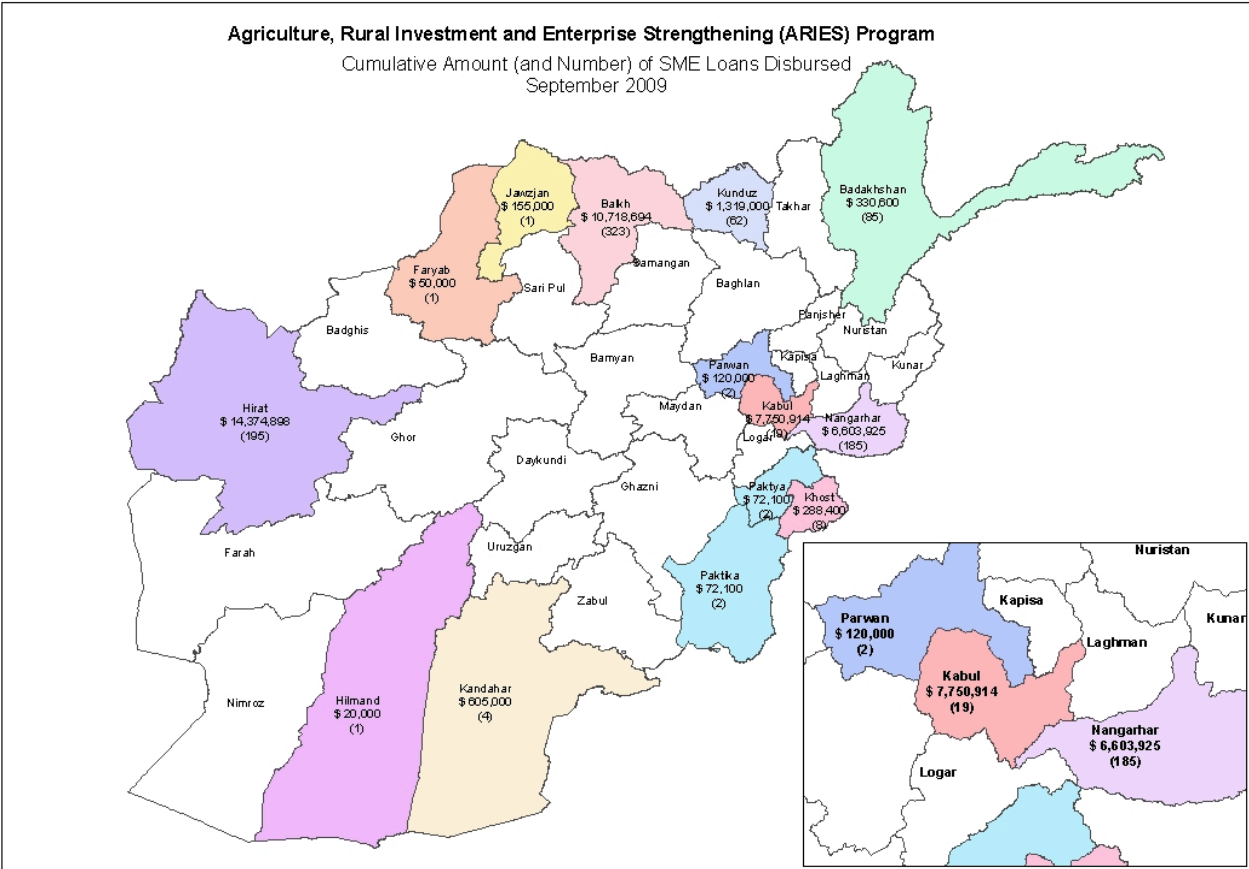 Agriculture, Rural Investment and Enterprise Strengthening (ARIES) Program
Cumulative Amount (and Number) of SME Loans Disbursed
September 2009
Jawzjan
$ 155,000
(1)
Balkh
$ 10,718,694
(323)
Kunduz
$ 1,319,000
(62)
Takhar
Badakhshan
$ 330,600
(85)
Faryab
$ 50,000
(1)
Sari Pul
Samangan
Baghlan
Badghis
Panjsher
Nuristan
Bamyan
Parwan
$ 120,000
(2)
Kapisa
Laghman
Kunar
Hirat
$ 14,374,898
(195)
Ghor
Maydan
Kabul
$ 7,750,914
(19)
Nangarhar
$ 6,603,925
(185)
Logar
Daykundi
Ghazni
Paktya
$ 72,100
(2)
Khost
$ 288,400
(8)
Farah
Uruzgan
Zabul
Paktika
$ 72,100
(2)
Nimroz
Hilmand
$ 20,000
(1)
Kandahar
$ 605,000
(4)
Nuristan
Kapisa
Kunar
Parwan
$ 120,000
(2)
Laghman
Kabul
$ 7,750,914
(19)
Nangarhar
$ 6,603,925
(185)
Logar